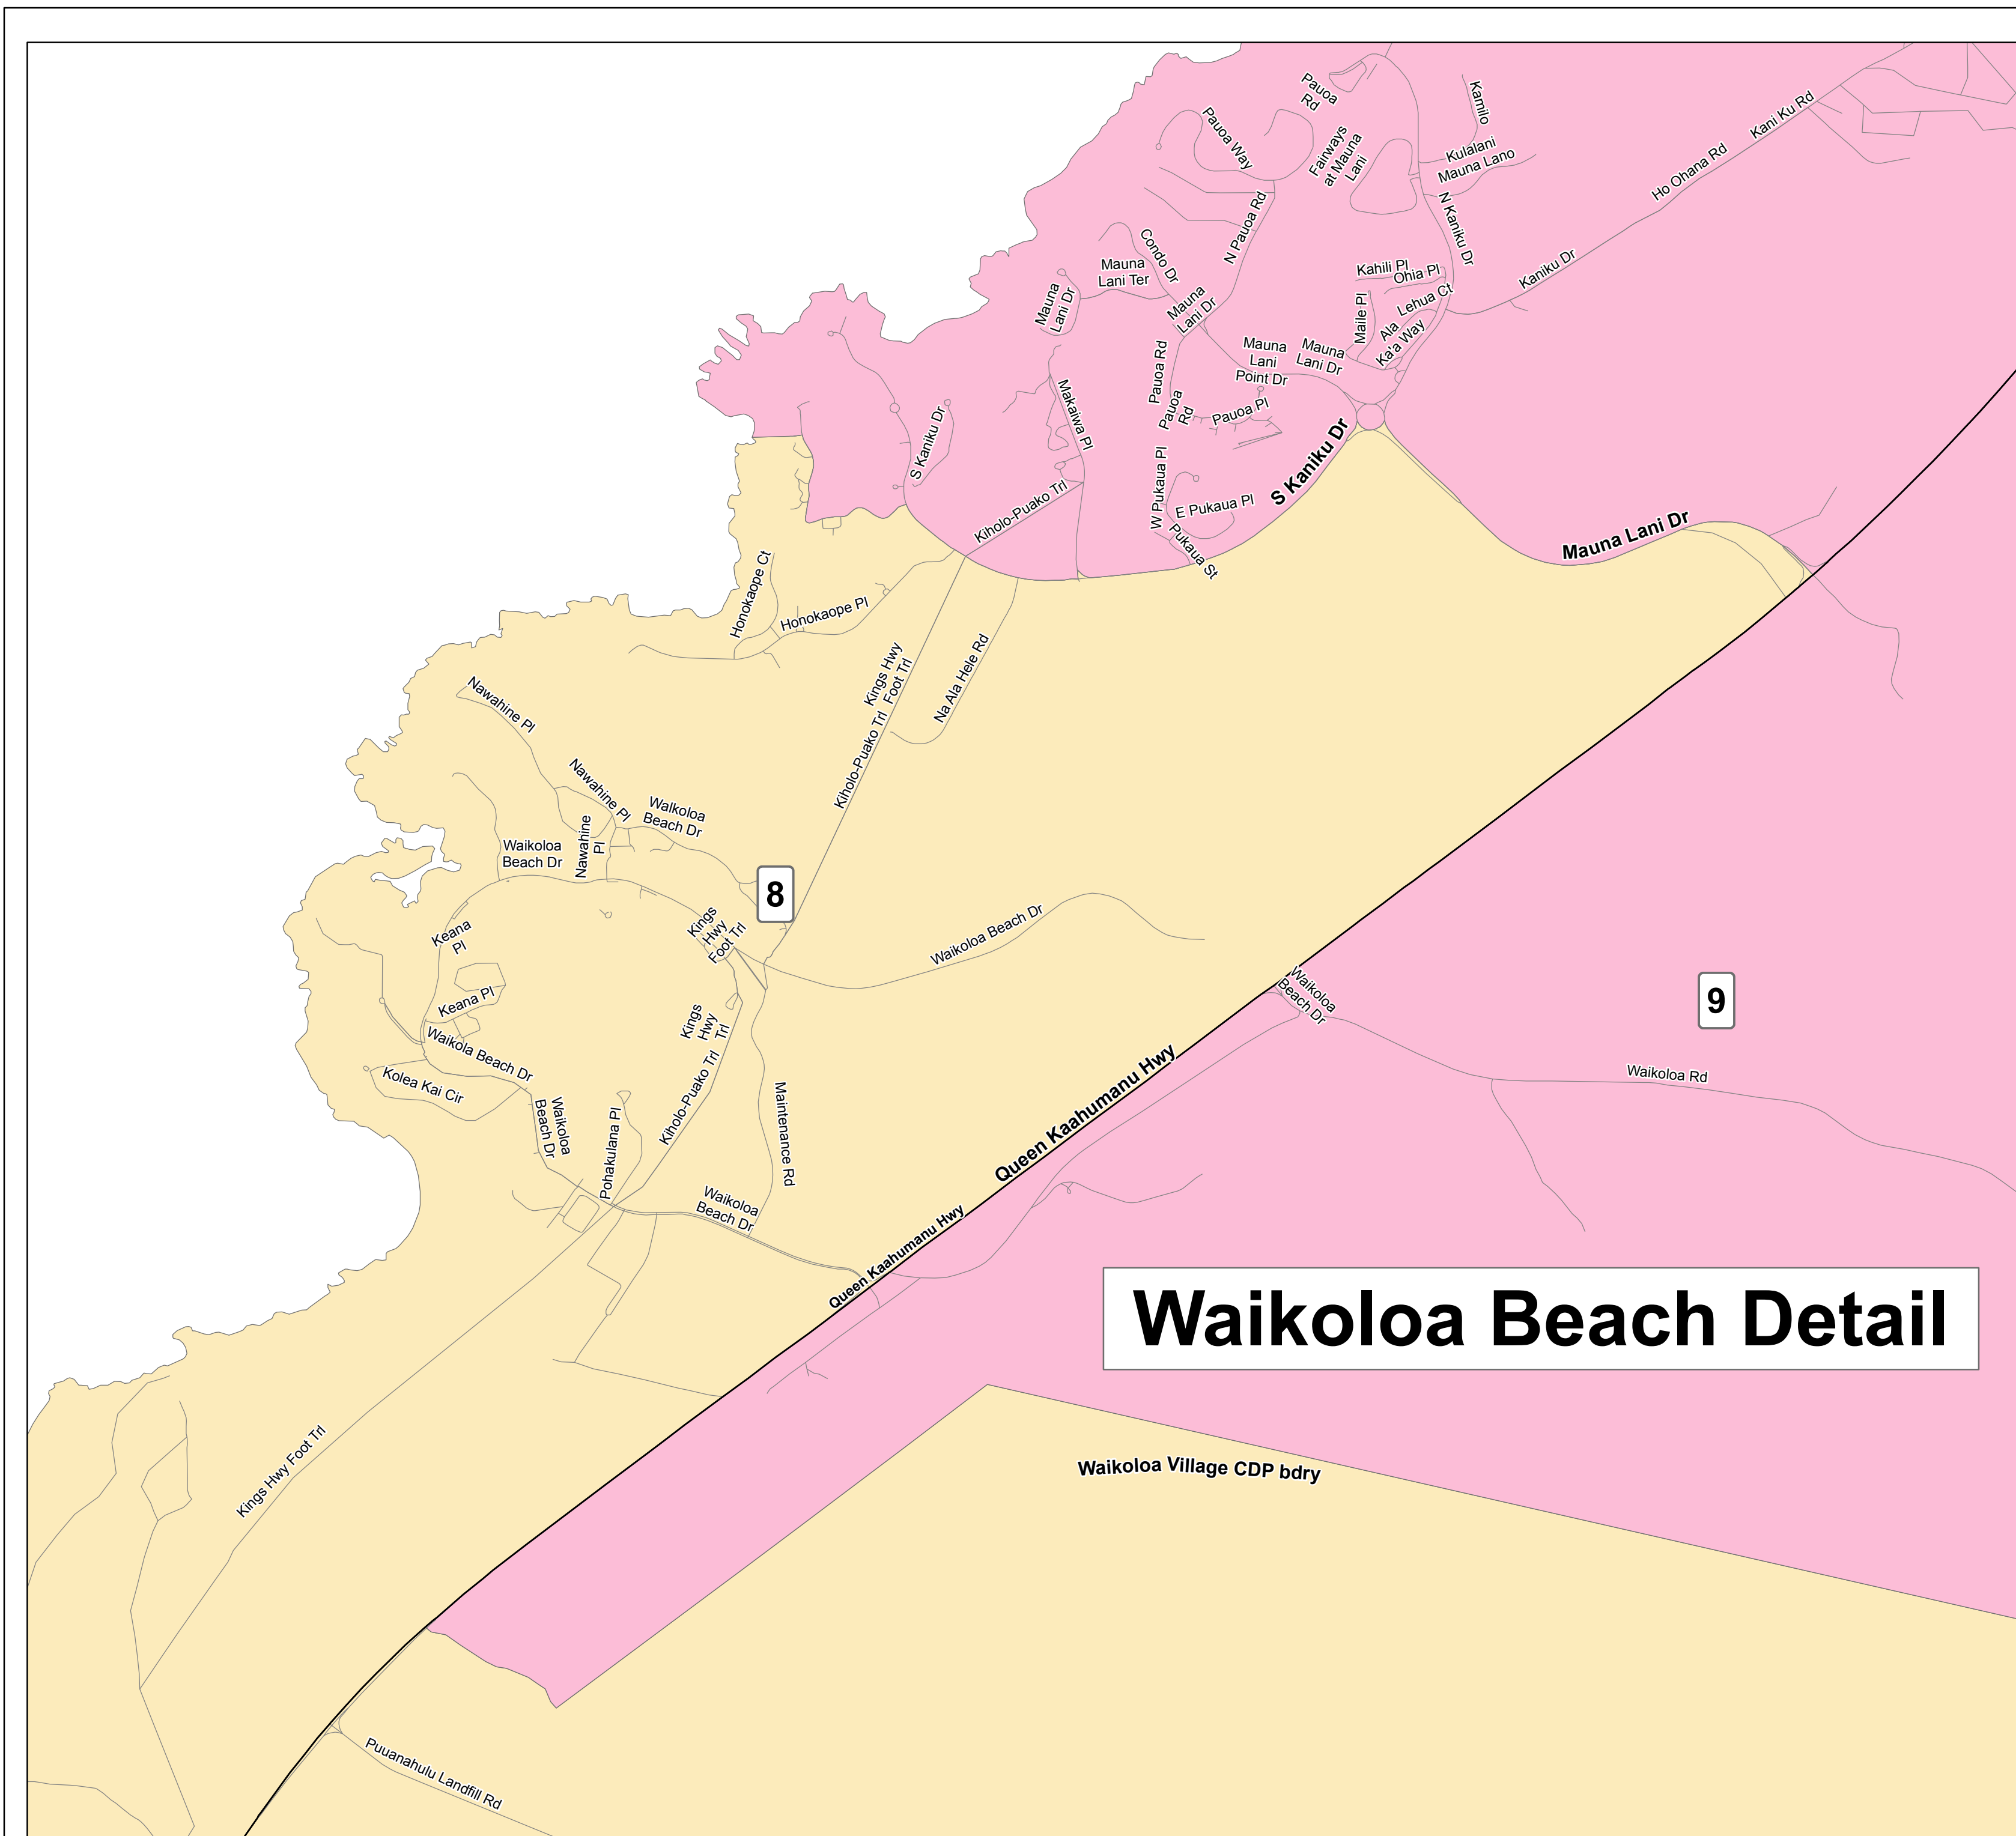 Pauoa
Rd
Kamilo
Kani Ku Rd
Pauoa Way
Fairways
at Mauna
Lani
Kulalani
Mauna Lano
Ho Ohana Rd
N Pauoa Rd
N Kaniku Dr
Condo Dr
Mauna
Lani Ter
Kahili Pl
Ohia Pl
Kaniku Dr
Mauna
Lani Dr
Mauna
Lani Dr
Maile Pl
Lehua Ct
Ala
Ka'a Way
Pauoa Rd
Mauna
Lani
Point Dr
Mauna
Lani Dr
Makaiwa Pl
Pauoa
Rd
Pauoa Pl
S Kaniku Dr
S Kaniku Dr
W Pukaua Pl
Kiholo-Puako Trl
E Pukaua Pl
Pukaua St
Mauna Lani Dr
Honokaope Ct
Honokaope Pl
Kings Hwy
Foot Trl
Na Ala Hele Rd
Nawahine Pl
Kiholo-Puako Trl
Nawahine Pl
Walkoloa
Beach Dr
Waikoloa
Beach Dr
Nawahine
Pl
8
Keana
Pl
Kings
Hwy
Foot Trl
Waikoloa Beach Dr
Waikoloa
Beach Dr
9
Keana Pl
Kings
Hwy
Trl
Waikola Beach Dr
Kolea Kai Cir
Kiholo-Puako Trl
Queen Kaahumanu Hwy
Waikoloa Rd
Waikoloa
Beach Dr
Pohakulana Pl
Maintenance Rd
Waikoloa
Beach Dr
Queen Kaahumanu Hwy
Waikoloa Beach Detail
Kings Hwy Foot Trl
Waikoloa Village CDP bdry
Puuanahulu Landfill Rd